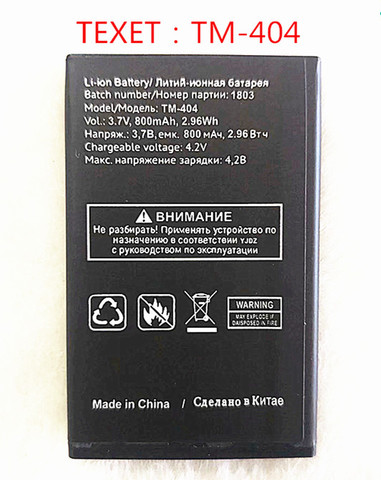 TEXET：TM-404
Li-ion Battery/ Литий-ионная батарея
Batch number/Номер партии: 1803
Model/Модель: TM-404
Vol.: 3.7V, 800mAh, 2.96Wh
Напряж.: 3,7В, емк. 800 мАч, 2.96 Вт ч
Chargeable voltage: 4.2V
Макс. напряжение зарядки: 4,2В
ВНИМАНИЕ
Не разбирать! Применять устройство по
назначению в соответствии YJDZ
с руководством по эксплуатации
WARNING
MAY EXPLODE IF
DAISPOSED IN FIRE
Made in China / Сделано в Китае